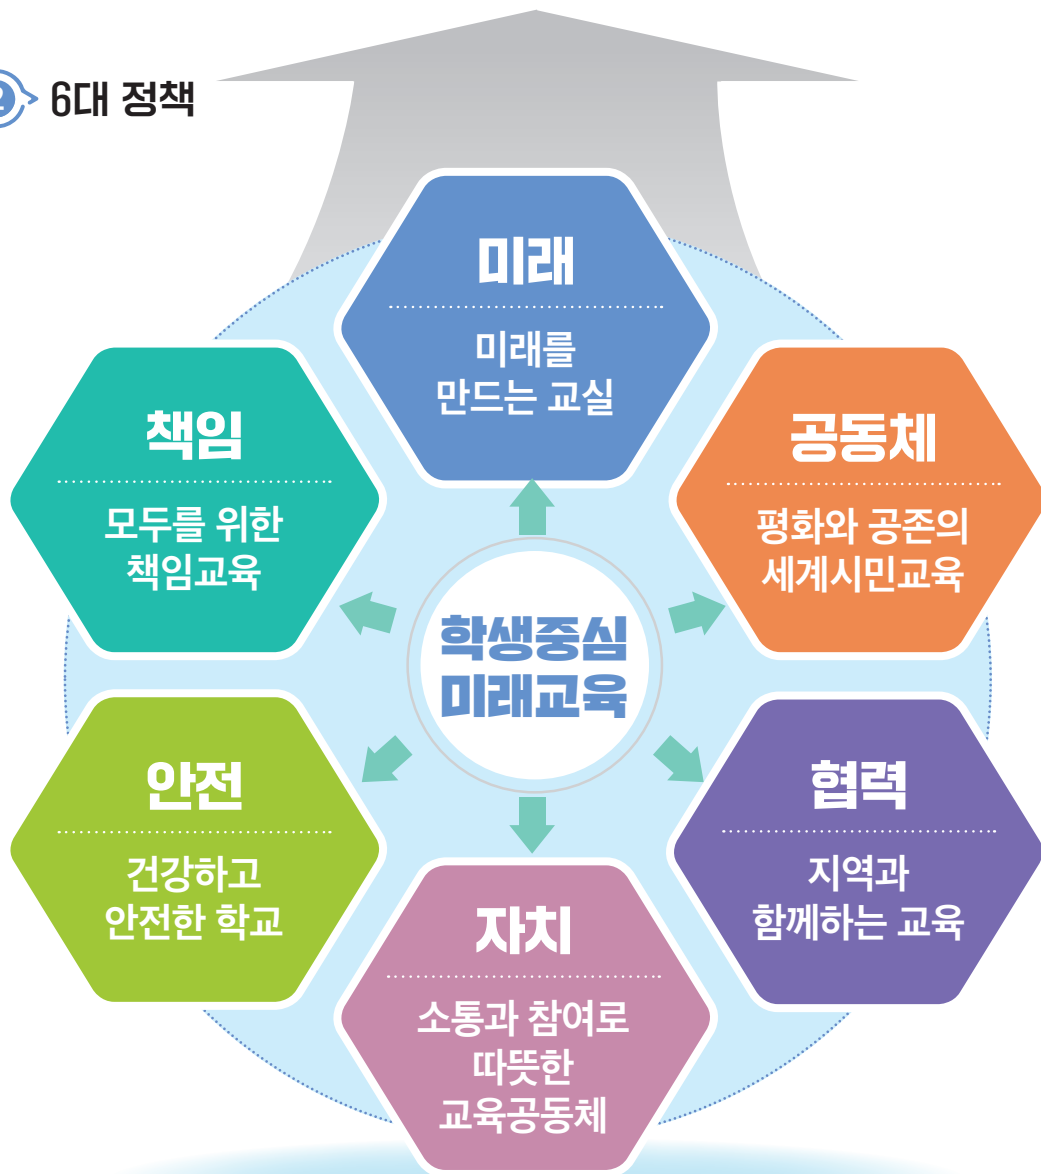 2 6대 정책
미래
미래를
만드는 교실
책임
모두를 위한
책임교육
공동체
평화와 공존의
세계시민교육
학생중심
미래교육
안전
건강하고
안전한 학교
협력
지역과
함께하는 교육
자치
소통과 참여로
따뜻한
교육공동체